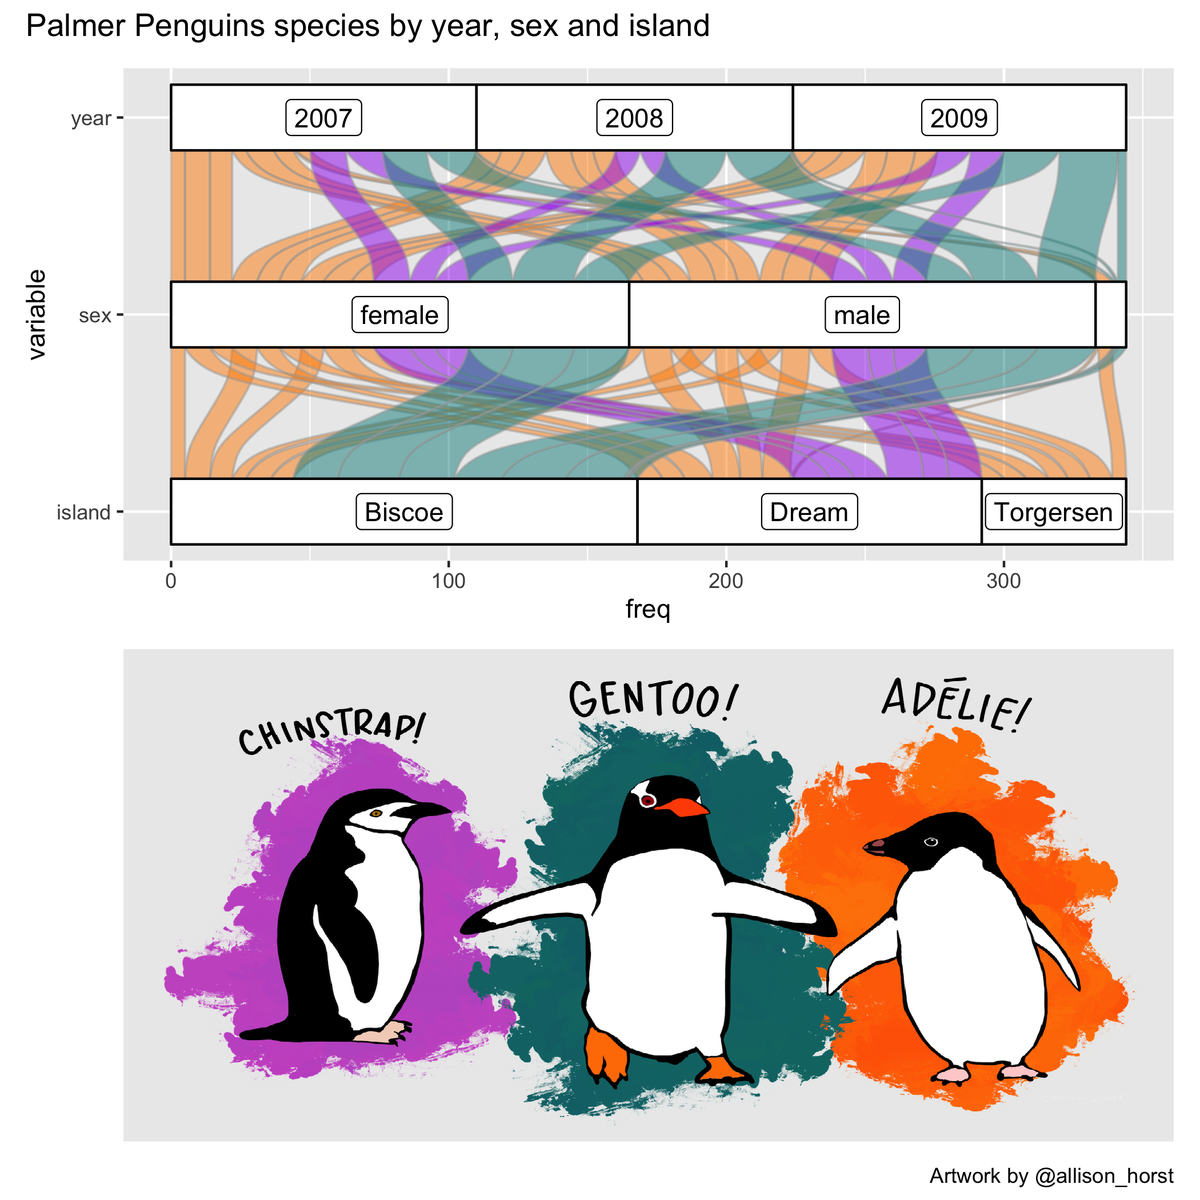 Palmer Penguins species by year, sex and island
year
2007
2008
2009
variable
sex
female
male
island
Biscoe
Dream
Torgersen
0
100
200
300
freq
CHINSTRAP!
GENTOO!
ADÉLIE!
Artwork by @allison_horst